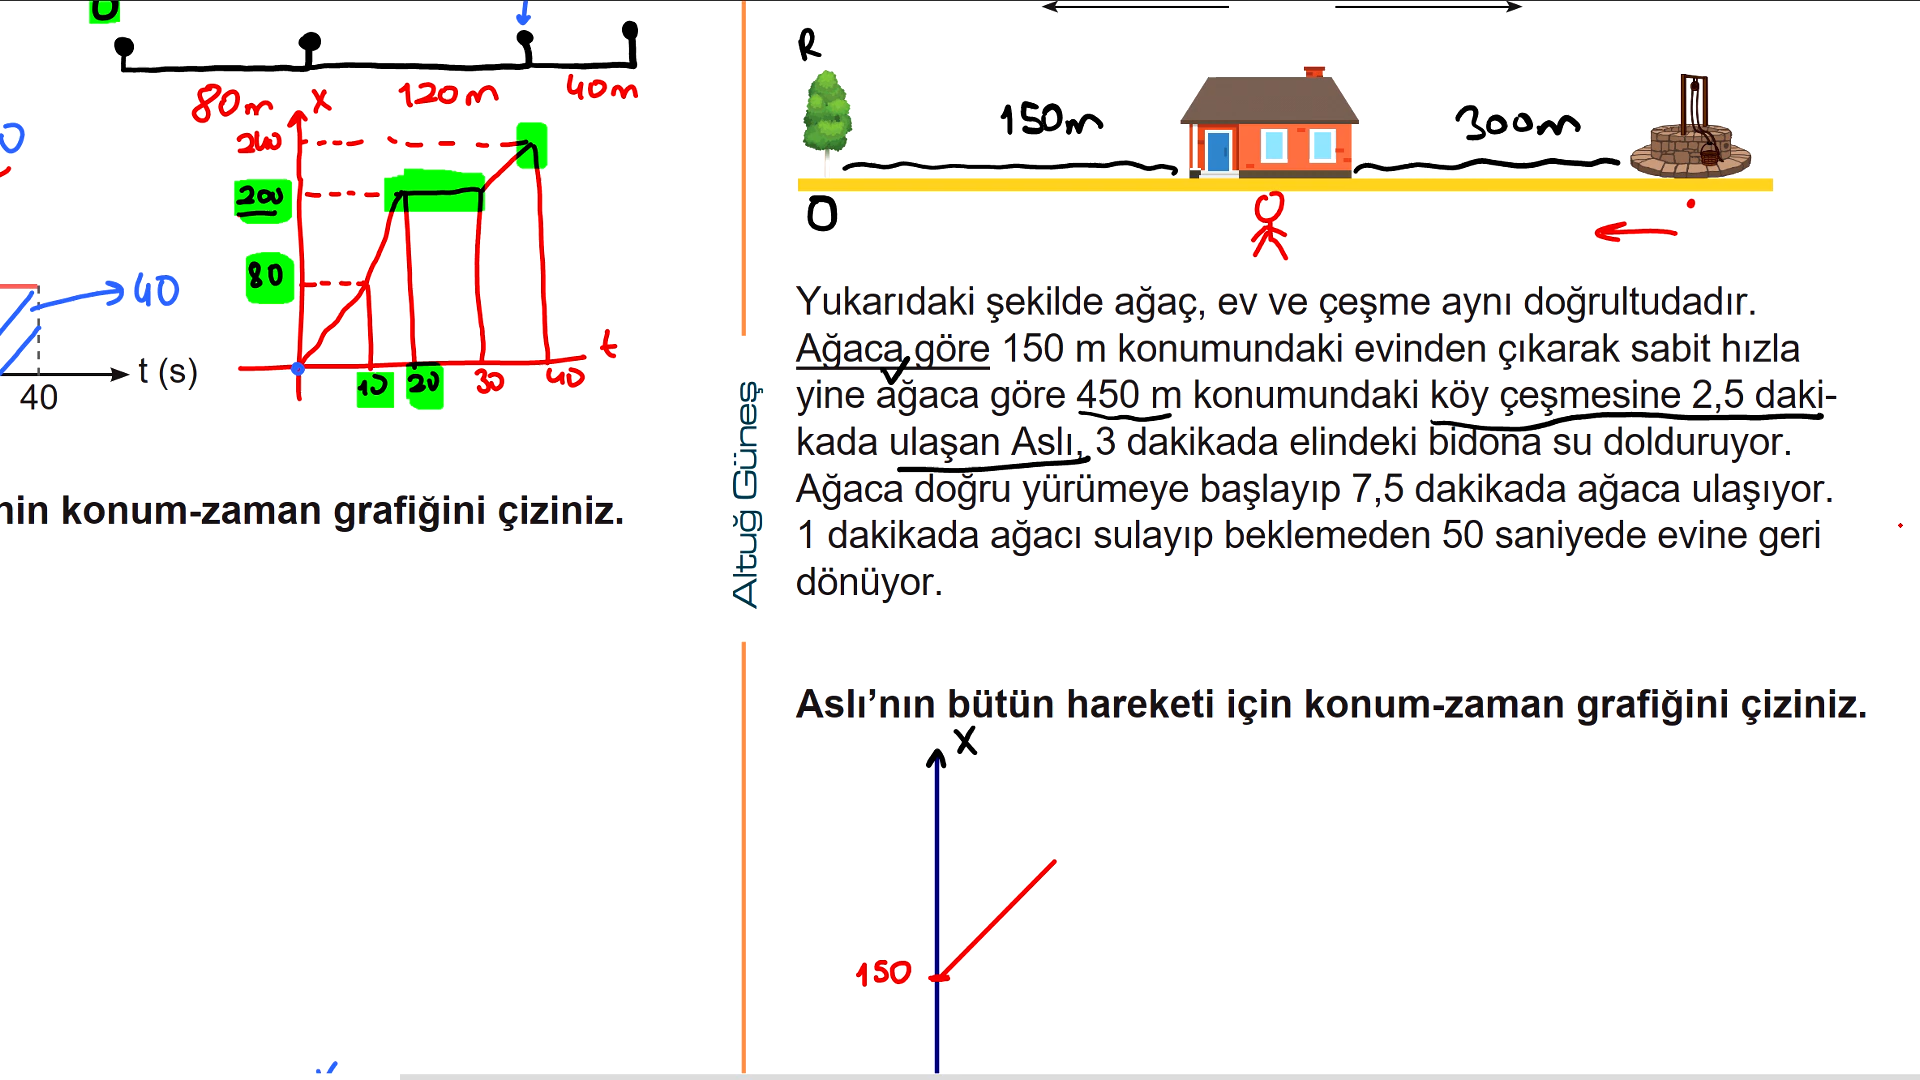 0
80m
120m
40m
x
240
200
80
t
10
20
30
40
40
t (s)
40
nin konum-zaman grafiğini çiziniz.
Altuğ Güneş
R
150m
300m
O
Yukarıdaki şekilde ağaç, ev ve çeşme aynı doğrultudadır.
Ağaca göre 150 m konumundaki evinden çıkarak sabit hızla
yine ağaca göre 450 m konumundaki köy çeşmesine 2,5 daki-
kada ulaşan Aslı, 3 dakikada elindeki bidona su dolduruyor.
Ağaca doğru yürümeye başlayıp 7,5 dakikada ağaca ulaşıyor.
1 dakikada ağacı sulayıp beklemeden 50 saniyede evine geri
dönüyor.
Aslı’nın bütün hareketi için konum-zaman grafiğini çiziniz.
x
150